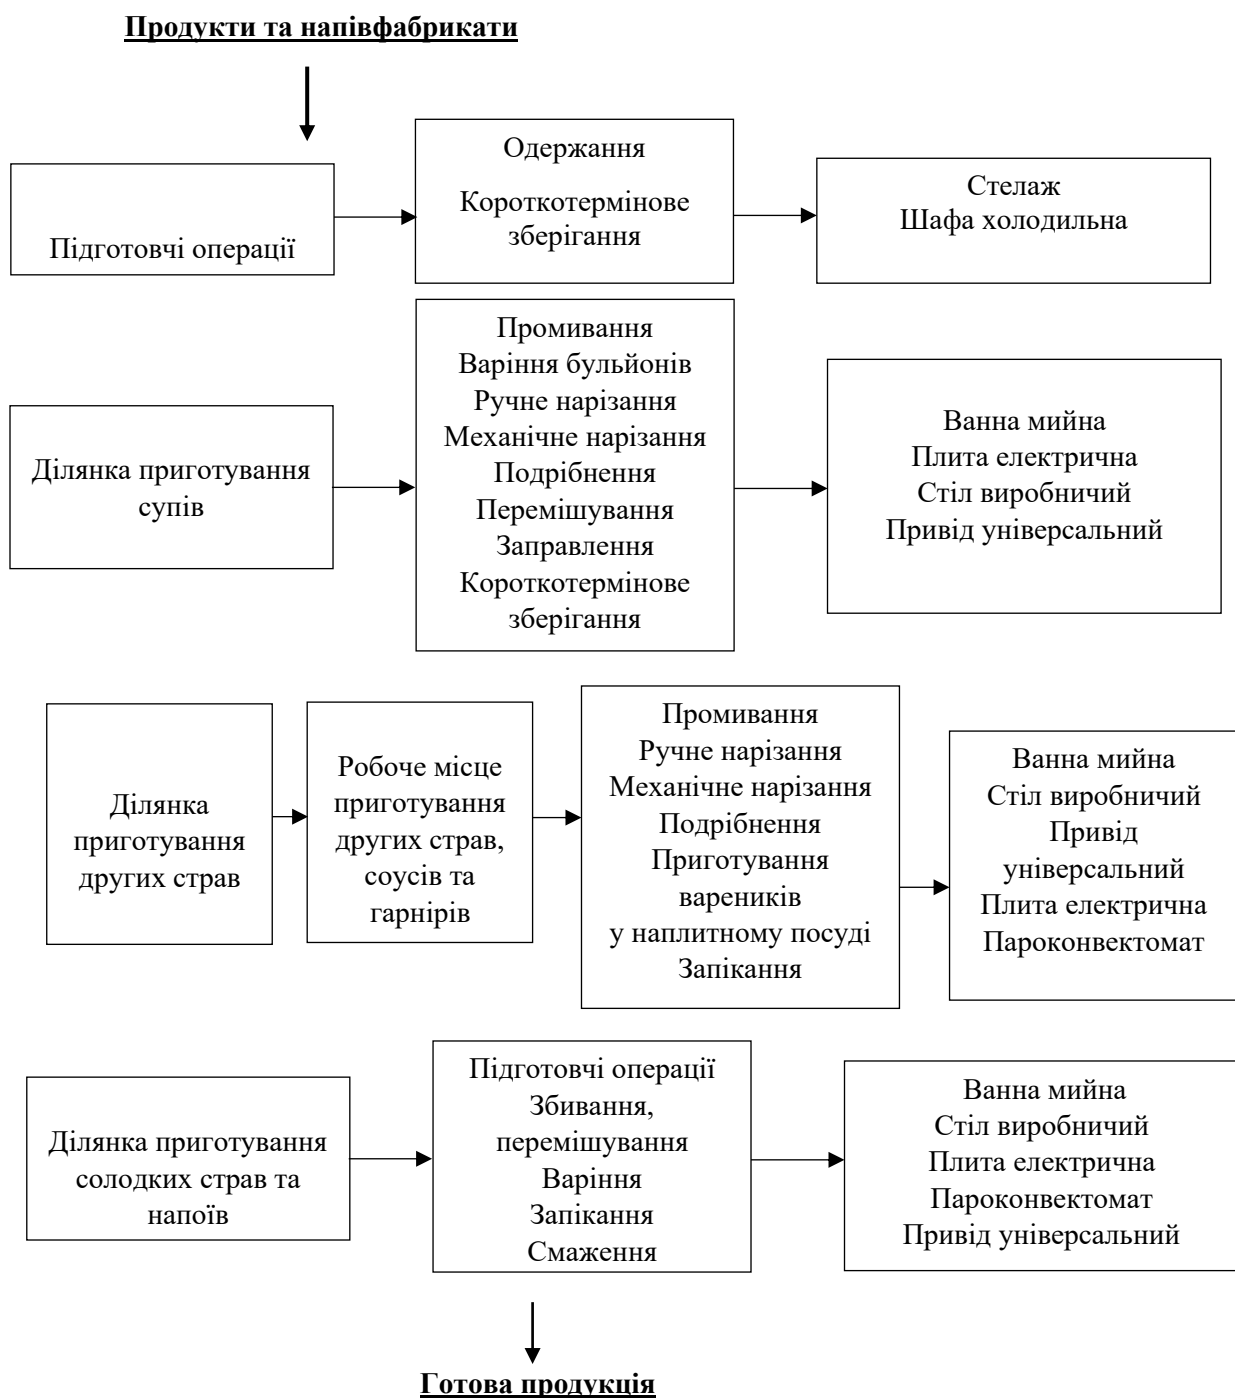 Продукти та напівфабрикати
Підготовчі операції
Одержання
Короткотермінове
зберігання
Стелаж
Шафа холодильна
Ділянка приготування
супів
Промивання
Варіння бульйонів
Ручне нарізання
Механічне нарізання
Подрібнення
Перемішування
Заправлення
Короткотермінове
зберігання
Ванна мийна
Плита електрична
Стіл виробничий
Привід універсальний
Ділянка
приготування
других страв
Робоче місце
приготування
других страв,
соусів та
гарнірів
Промивання
Ручне нарізання
Механічне нарізання
Подрібнення
Приготування
вареників
у наплитному посуді
Запікання
Ванна мийна
Стіл виробничий
Привід
універсальний
Плита електрична
Пароконвектомат
Ділянка приготування
солодких страв та
напоїв
Підготовчі операції
Збивання,
перемішування
Варіння
Запікання
Смаження
Ванна мийна
Стіл виробничий
Плита електрична
Пароконвектомат
Привід універсальний
Готова продукція